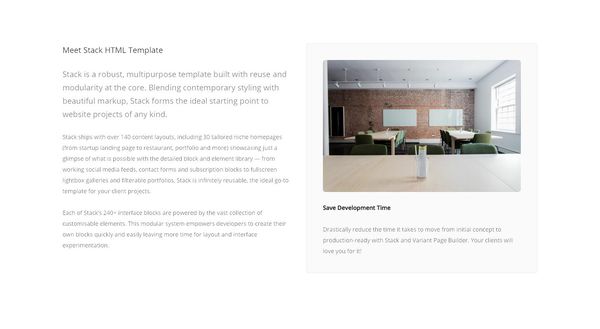 Meet Stack HTML Template
Stack is a robust, multipurpose template built with reuse and
modularity at the core. Blending contemporary styling with
beautiful markup, Stack forms the ideal starting point to
website projects of any kind.
Stack ships with over 140 content layouts, including 30 tailored niche homepages
(from startup landing page to restaurant, portfolio and more) showcasing just a
glimpse of what is possible with the detailed block and element library — from
working social media feeds, contact forms and subscription blocks to fullscreen
lightbox galleries and filterable portfolios, Stack is infinitely reusable, the ideal go-to
template for your client projects.
Each of Stack's 240+ interface blocks are powered by the vast collection of
customisable elements. This modular system empowers developers to create their
own blocks quickly and easily leaving more time for layout and interface
experimentation.
Save Development Time
Drastically reduce the time it takes to move from initial concept to
production-ready with Stack and Variant Page Builder. Your clients will
love you for it!